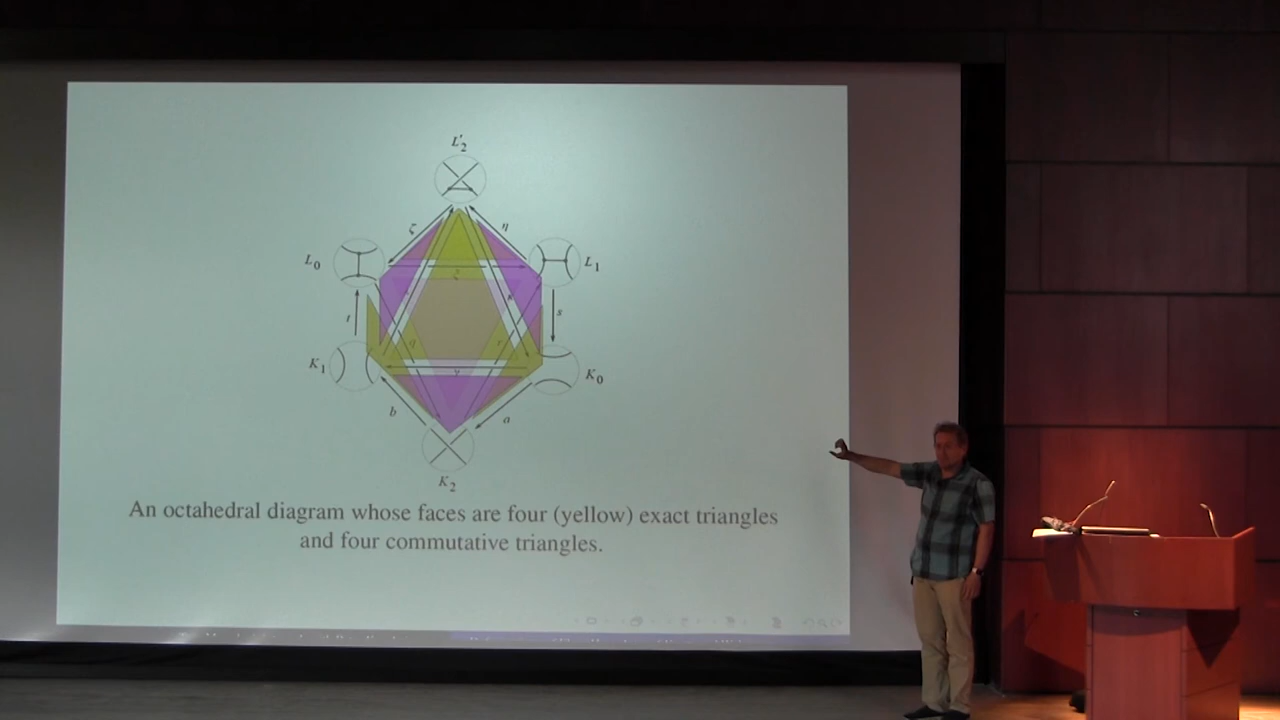 L'₂
ζ η
L₀ L₁
ξ
t s
q r
K₁ K₀
b a
K₂
An octahedral diagram whose faces are four (yellow) exact triangles
and four commutative triangles.